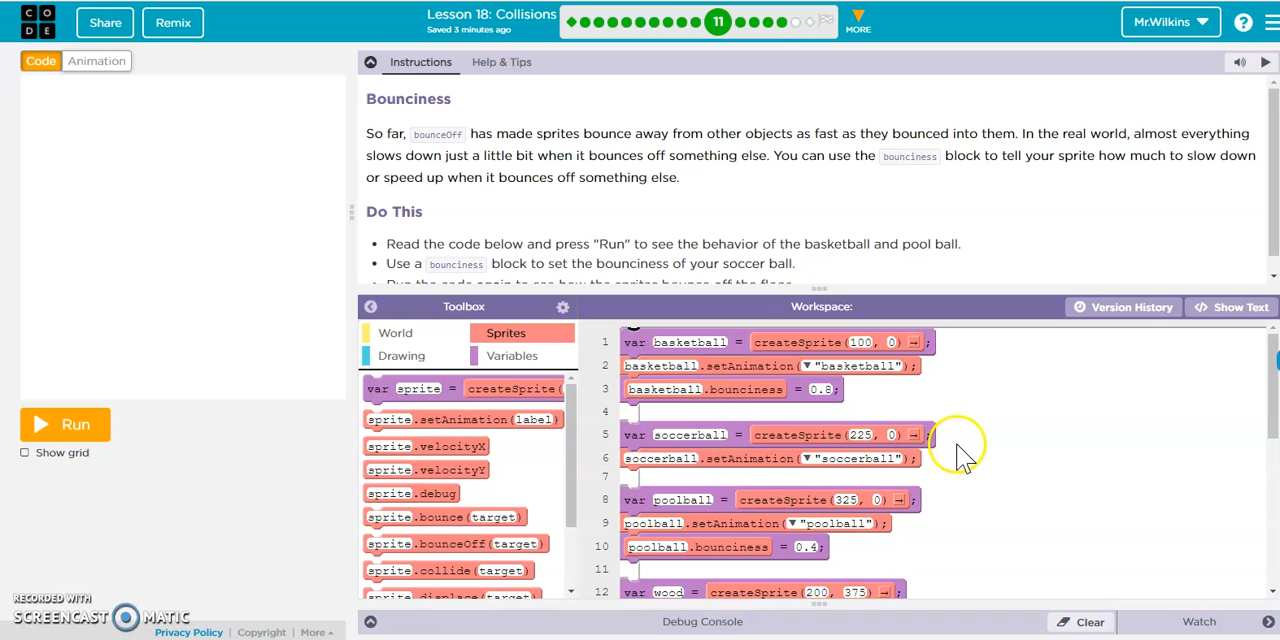 CO
DE
Share
Remix
Lesson 18: Collisions
Saved 3 minutes ago
11
MORE
Mr.Wilkins
?
Code
Animation
Instructions
Help & Tips
Bounciness
So far, bounceOff has made sprites bounce away from other objects as fast as they bounced into them. In the real world, almost everything
slows down just a little bit when it bounces off something else. You can use the bounciness block to tell your sprite how much to slow down
or speed up when it bounces off something else.
Do This
• Read the code below and press "Run" to see the behavior of the basketball and pool ball.
• Use a bounciness block to set the bounciness of your soccer ball.
Toolbox
Workspace:
Version History
</> Show Text
World
Sprites
Drawing
Variables
var sprite = createSprite(
sprite.setAnimation(label)
sprite.velocityX
sprite.velocityY
sprite.debug
sprite.bounce(target)
sprite.bounceOff(target)
sprite.collide(target)
sprite.displace(target)
1 var basketball = createSprite(100, 0);
2 basketball.setAnimation("basketball");
3 basketball.bounciness = 0.8;
4
5 var soccerball = createSprite(225, 0);
6 soccerball.setAnimation("soccerball");
7
8 var poolball = createSprite(325, 0);
9 poolball.setAnimation("poolball");
10 poolball.bounciness = 0.4;
11
12 var wood = createSprite(200, 375);
Run
Show grid
RECORDED WITH
SCREENCAST MATIC
Privacy Policy | Copyright | More
Debug Console
Clear
Watch